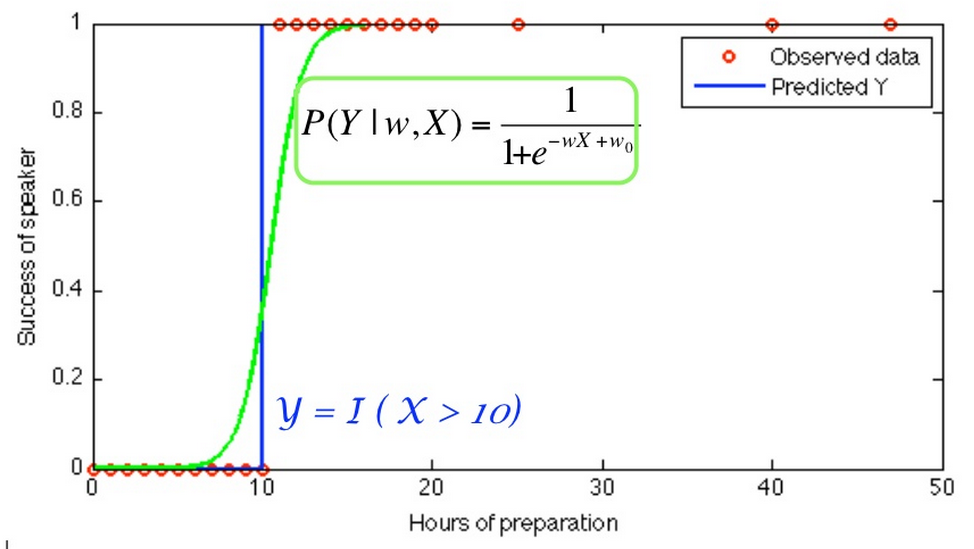 1
0.8
0.6
0.4
0.2
0
0
10
20
30
40
50
Success of speaker
Hours of preparation
Observed data
Predicted Y
P(Y | w, X) = 1 / 1+e^{-wX + w_0}
Y = I ( X > 10)